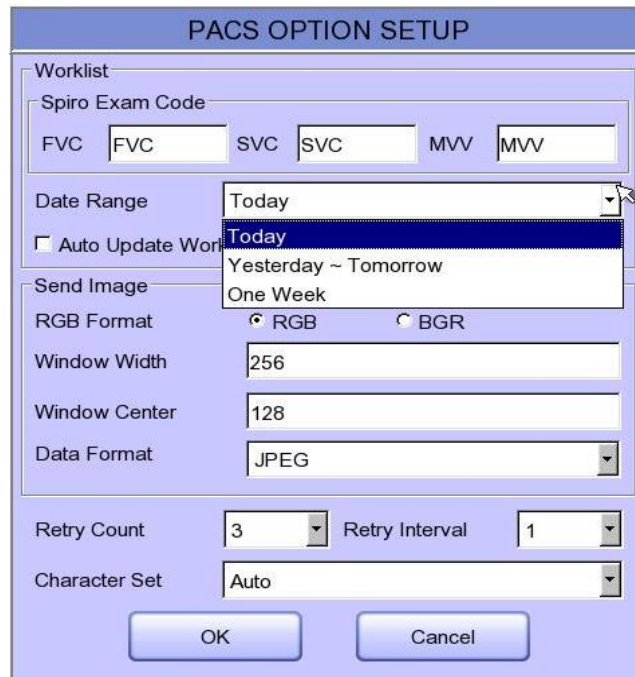 PACS OPTION SETUP
Worklist
Spiro Exam Code
FVC FVC SVC SVC MVV MVV
Date Range Today
Today
Auto Update
Yesterday ~ Tomorrow
One Week
Send Image
RGB Format RGB BGR
Window Width 256
Window Center 128
Data Format JPEG
Retry Count 3 Retry Interval 1
Character Set Auto
OK Cancel